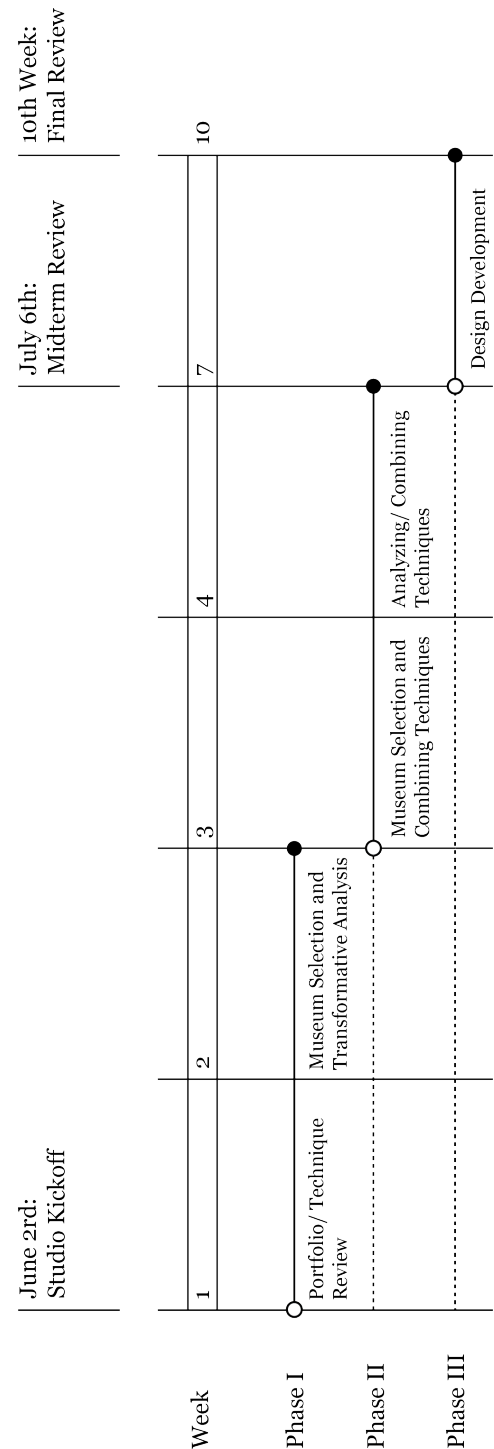 June 2rd:
Studio Kickoff
July 6th:
Midterm Review
10th Week:
Final Review
Week
1
2
3
4
7
10
Phase I
Portfolio/ Technique
Review
Museum Selection and
Transformative Analysis
Phase II
Museum Selection and
Combining Techniques
Analyzing/ Combining
Techniques
Phase III
Design Development